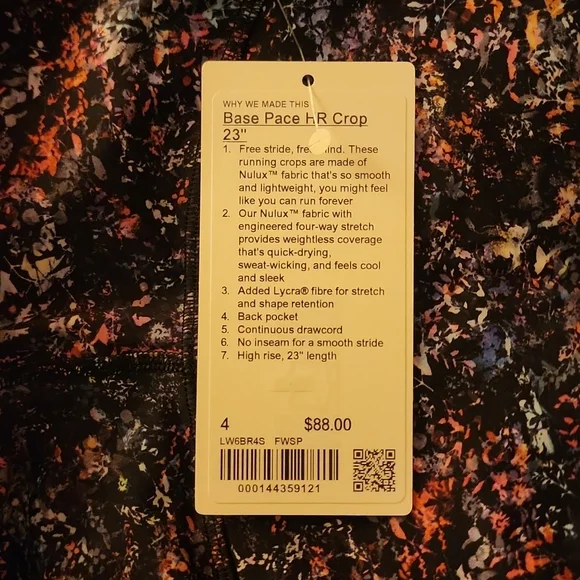 WHY WE MADE THIS
Base Pace HR Crop
23"
1. Free stride, free mind. These
running crops are made of
Nulux™ fabric that's so smooth
and lightweight, you might feel
like you can run forever
2. Our Nulux™ fabric with
engineered four-way stretch
provides weightless coverage
that's quick-drying,
sweat-wicking, and feels cool
and sleek
3. Added Lycra® fibre for stretch
and shape retention
4. Back pocket
5. Continuous drawcord
6. No inseam for a smooth stride
7. High rise, 23" length
4 $88.00
LW6BR4S FWSP
000144359121